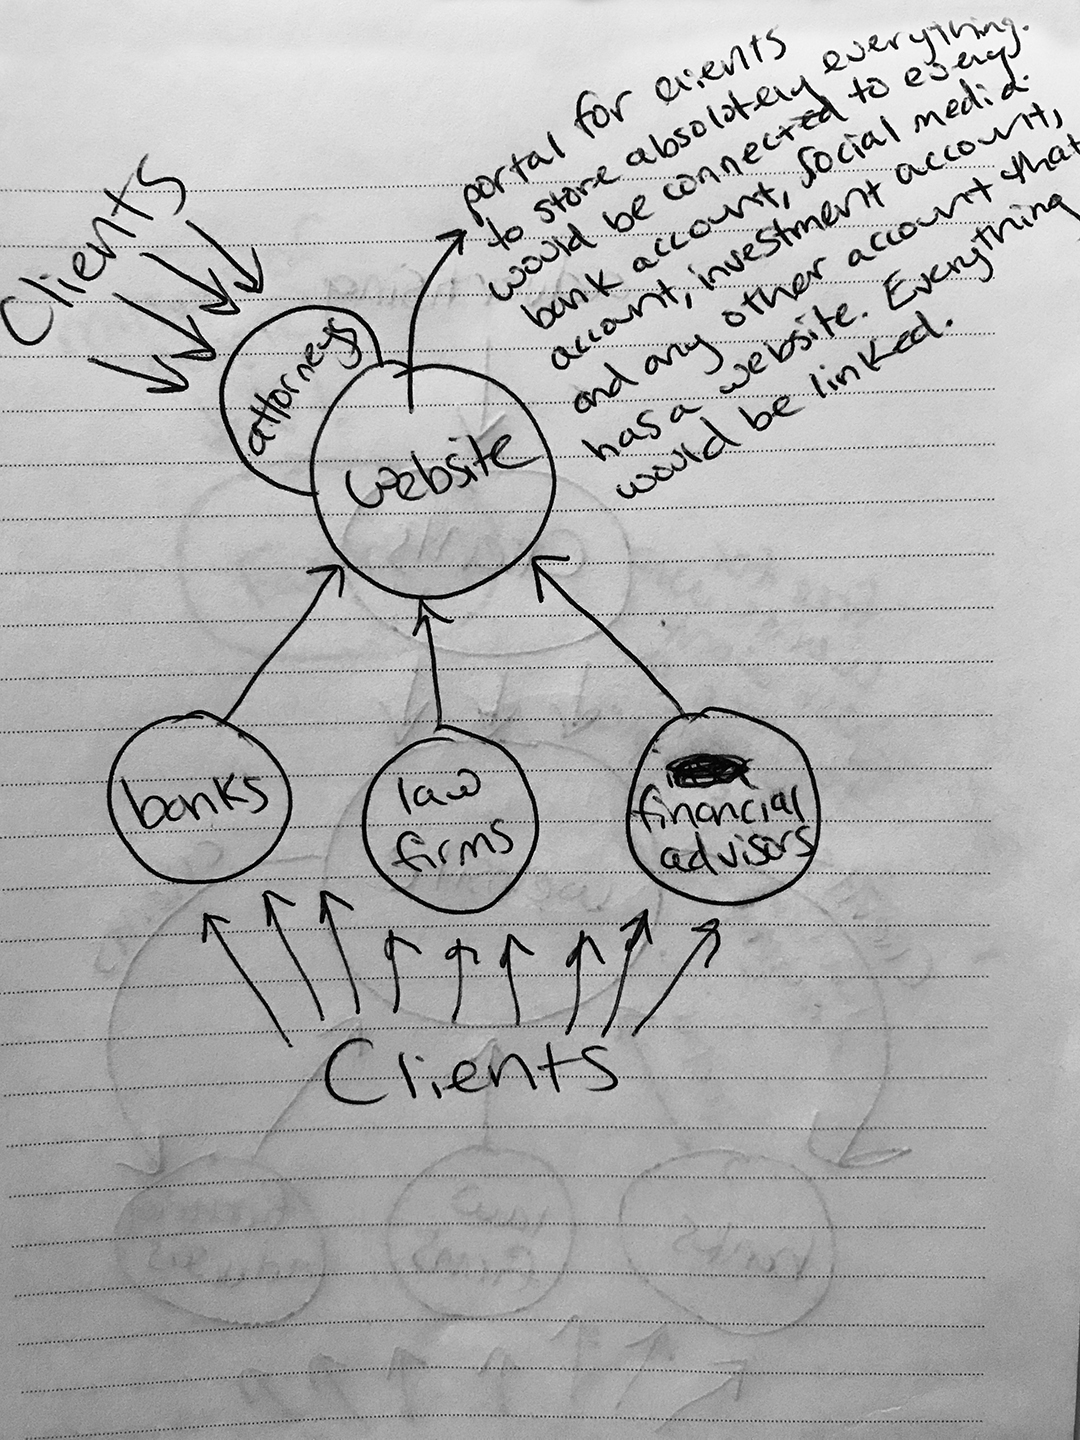 portal for clients
to store absolutely everything.
would be connected to every
bank account, social media
account, investment account,
and any other account that
has a website. Everything
would be linked.
Clients
attorneys
website
banks
law
firms
financial
advisors
Clients